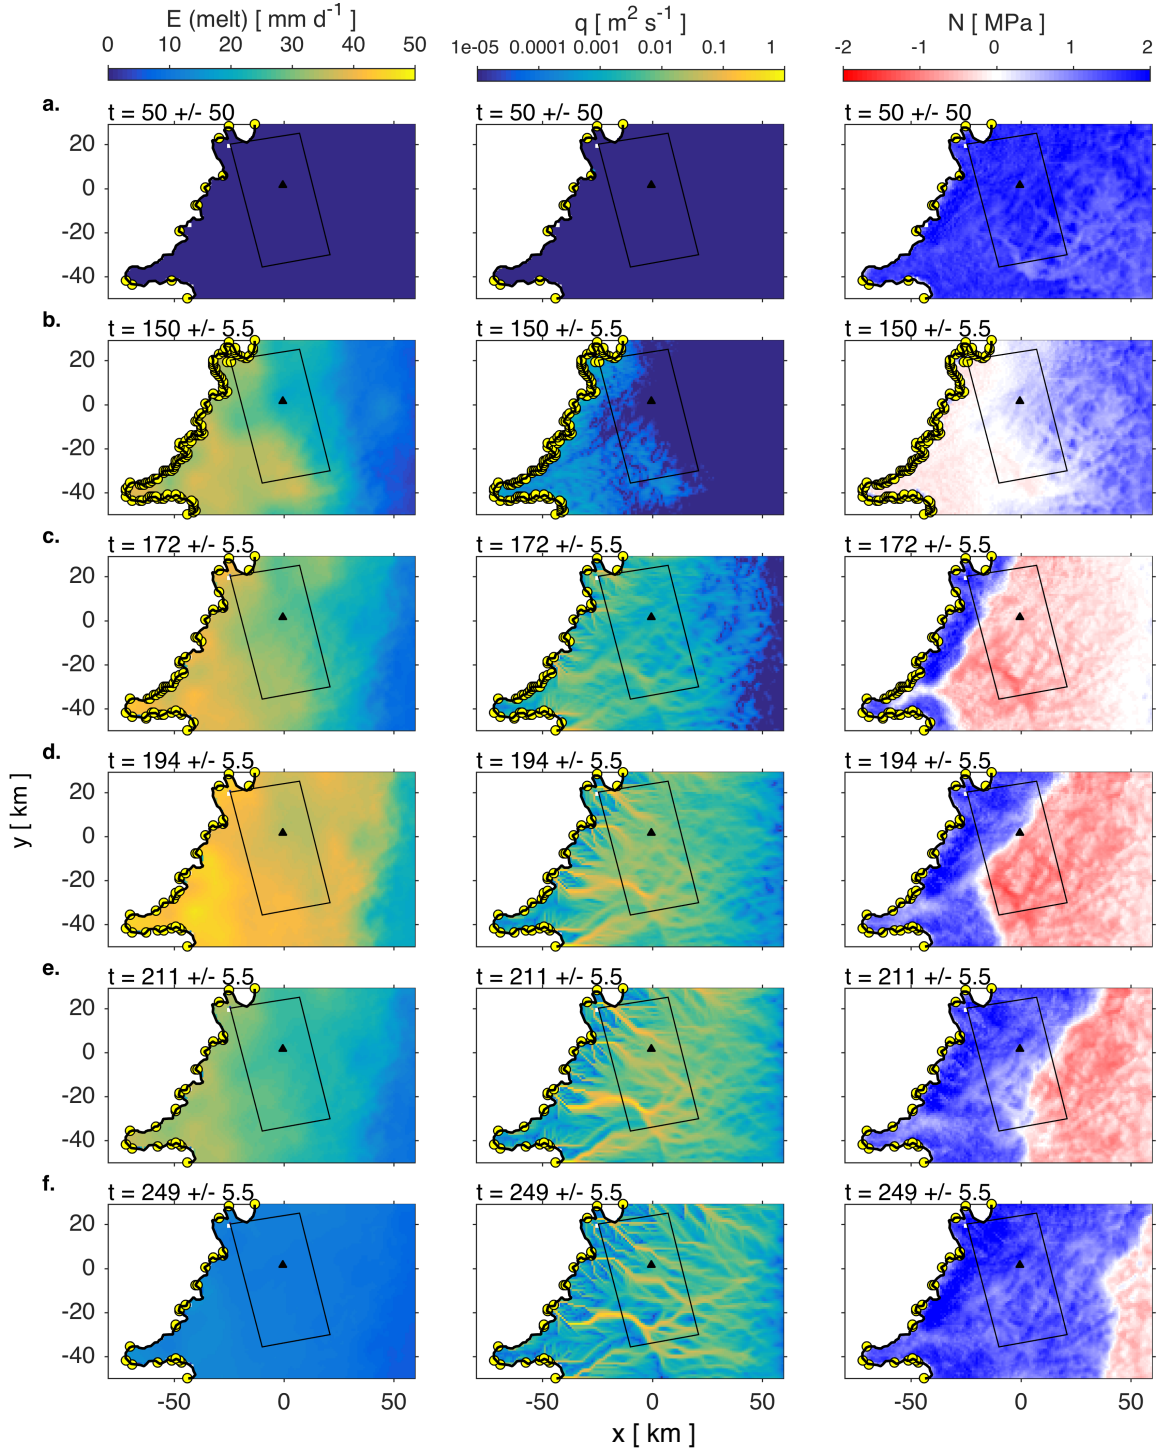 E (melt) [ mm d⁻¹ ]
q [ m² s⁻¹ ]
N [ MPa ]
0 10 20 30 40 50
1e-05 0.0001 0.001 0.01 0.1 1
-2 -1 0 1 2
a.
t = 50 +/- 50
t = 50 +/- 50
t = 50 +/- 50
20
0
-20
-40
b.
t = 150 +/- 5.5
t = 150 +/- 5.5
t = 150 +/- 5.5
20
0
-20
-40
c.
t = 172 +/- 5.5
t = 172 +/- 5.5
t = 172 +/- 5.5
20
0
-20
-40
d.
t = 194 +/- 5.5
t = 194 +/- 5.5
t = 194 +/- 5.5
20
0
-20
-40
y [ km ]
e.
t = 211 +/- 5.5
t = 211 +/- 5.5
t = 211 +/- 5.5
20
0
-20
-40
f.
t = 249 +/- 5.5
t = 249 +/- 5.5
t = 249 +/- 5.5
20
0
-20
-40
-50 0 50
-50 0 50
-50 0 50
x [ km ]